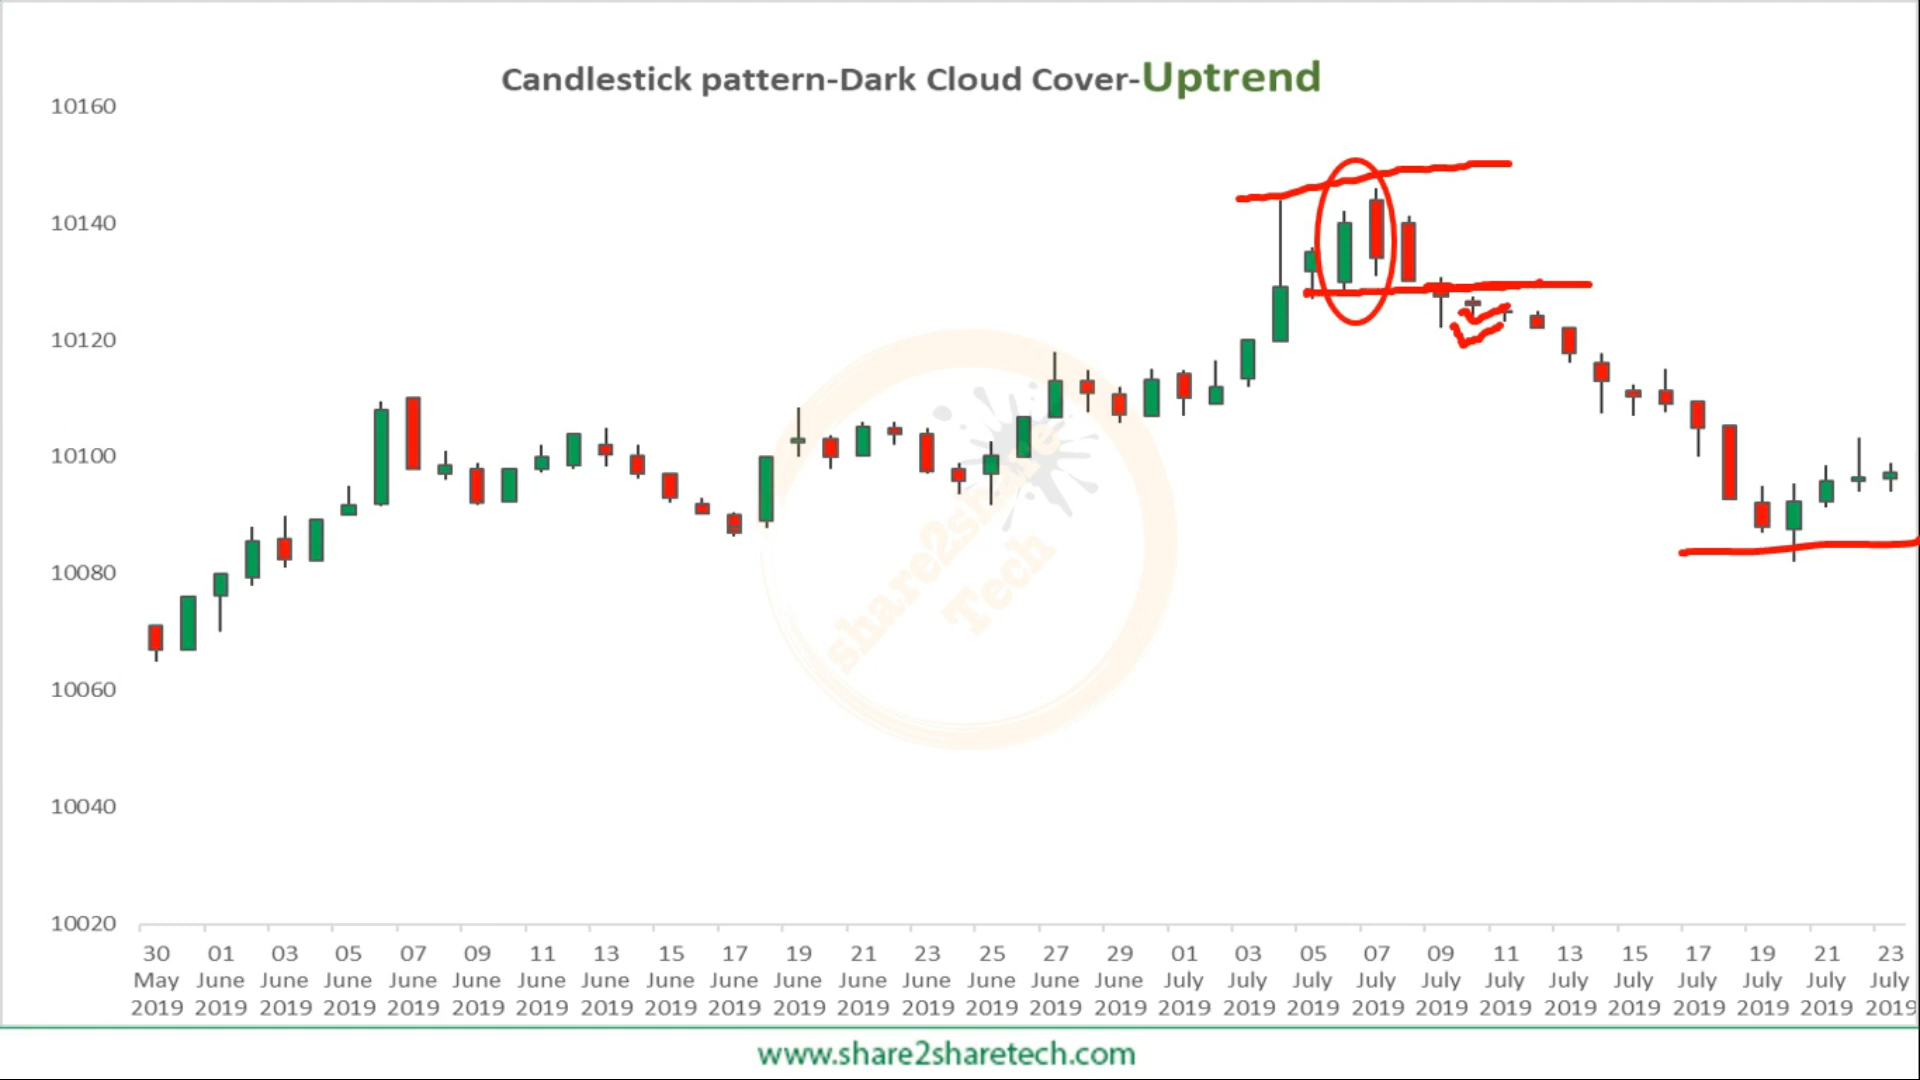 Candlestick pattern-Dark Cloud Cover-Uptrend
10160
10140
10120
10100
10080
10060
10040
10020
share2share
Tech
30 01 03 05 07 09 11 13 15 17 19 21 23 25 27 29 01 03 05 07 09 11 13 15 17 19 21 23
May June June June June June June June June June June June June June June June July July July July July July July July July July July July
2019 2019 2019 2019 2019 2019 2019 2019 2019 2019 2019 2019 2019 2019 2019 2019 2019 2019 2019 2019 2019 2019 2019 2019 2019 2019 2019 2019
www.share2sharetech.com